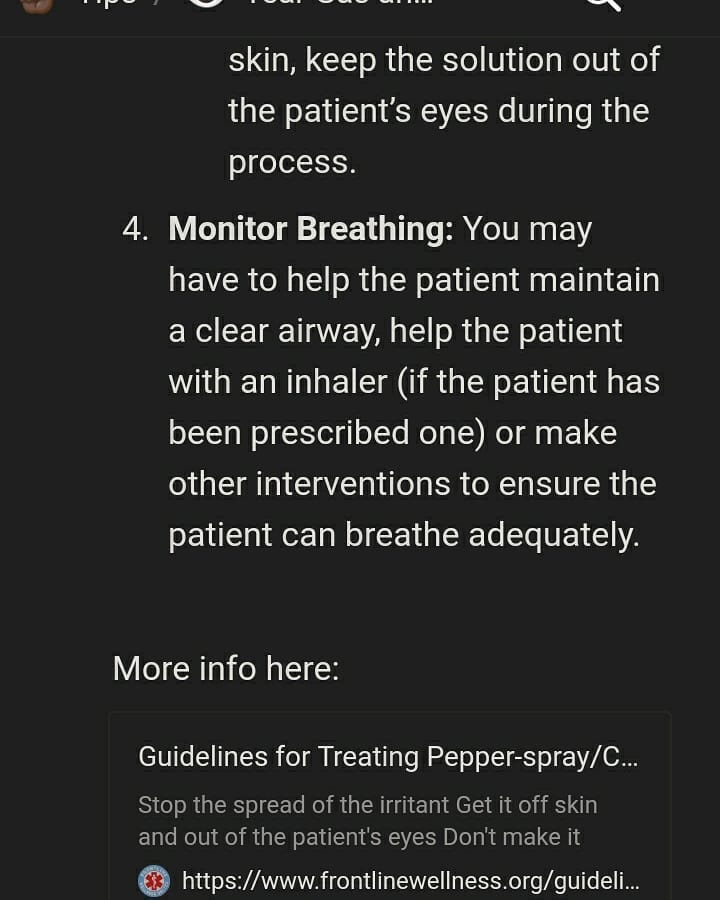 skin, keep the solution out of
the patient’s eyes during the
process.
4. Monitor Breathing: You may
have to help the patient maintain
a clear airway, help the patient
with an inhaler (if the patient has
been prescribed one) or make
other interventions to ensure the
patient can breathe adequately.
More info here:
Guidelines for Treating Pepper-spray/C...
Stop the spread of the irritant Get it off skin
and out of the patient's eyes Don't make it
https://www.frontlinewellness.org/guideli...